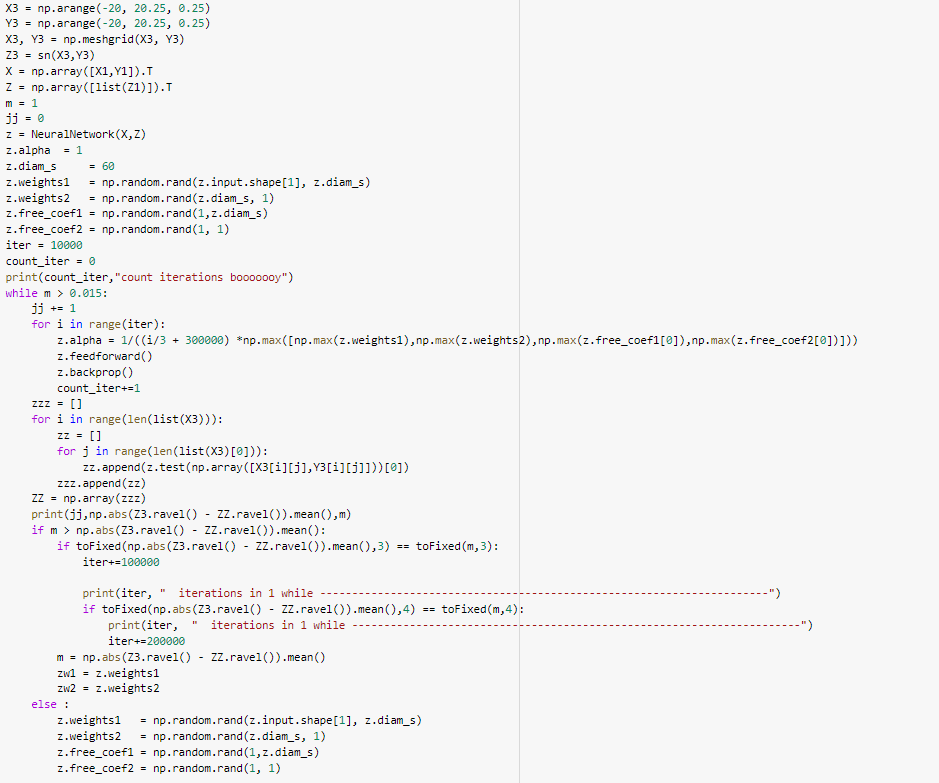 X3 = np.arange(-20, 20.25, 0.25)
Y3 = np.arange(-20, 20.25, 0.25)
X3, Y3 = np.meshgrid(X3, Y3)
Z3 = sn(X3,Y3)
X = np.array([X1,Y1]).T
Z = np.array([list(Z1)]).T
m = 1
jj = 0
z = NeuralNetwork(X,Z)
z.alpha  = 1
z.diam_s     = 60
z.weights1   = np.random.rand(z.input.shape[1], z.diam_s)
z.weights2   = np.random.rand(z.diam_s, 1)
z.free_coef1 = np.random.rand(1,z.diam_s)
z.free_coef2 = np.random.rand(1, 1)
iter = 10000
count_iter = 0
print(count_iter,"count iterations booooooy")
while m > 0.015:
    jj += 1
    for i in range(iter):
        z.alpha = 1/((i/3 + 300000) *np.max([np.max(z.weights1),np.max(z.weights2),np.max(z.free_coef1[0]),np.max(z.free_coef2[0])]))
        z.feedforward()
        z.backprop()
        count_iter+=1
    zzz = []
    for i in range(len(list(X3))):
        zz = []
        for j in range(len(list(X3)[0])):
            zz.append(z.test(np.array([X3[i][j],Y3[i][j]]))[0])
        zzz.append(zz)
    ZZ = np.array(zzz)
    print(jj,np.abs(Z3.ravel() - ZZ.ravel()).mean(),m)
    if m > np.abs(Z3.ravel() - ZZ.ravel()).mean():
        if toFixed(np.abs(Z3.ravel() - ZZ.ravel()).mean(),3) == toFixed(m,3):
            iter+=100000
            print(iter, "  iterations in 1 while ----------------------------------------------------------------------")
            if toFixed(np.abs(Z3.ravel() - ZZ.ravel()).mean(),4) == toFixed(m,4):
                print(iter,  "  iterations in 1 while ----------------------------------------------------------------------")
                iter+=200000
        m = np.abs(Z3.ravel() - ZZ.ravel()).mean()
        zw1 = z.weights1
        zw2 = z.weights2
    else :
        z.weights1   = np.random.rand(z.input.shape[1], z.diam_s)
        z.weights2   = np.random.rand(z.diam_s, 1)
        z.free_coef1 = np.random.rand(1,z.diam_s)
        z.free_coef2 = np.random.rand(1, 1)